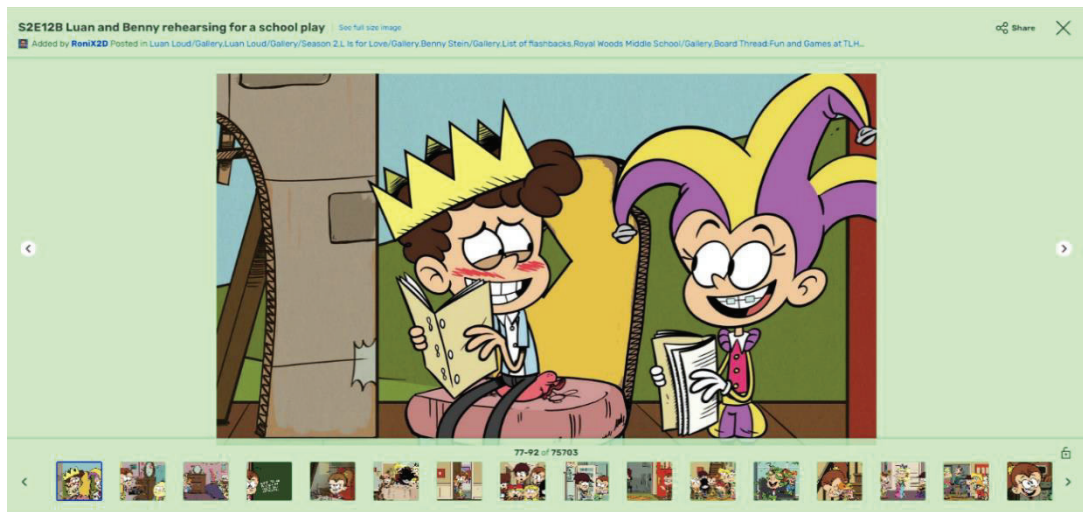 S2E12B Luan and Benny rehearsing for a school play See full size image
Share
Added by RoniX2D Posted in Luan Loud/Gallery,Luan Loud/Gallery/Season 2,L Is for Love/Gallery,Benny Stein/Gallery,List of flashbacks,Royal Woods Middle School/Gallery,Board Thread:Fun and Games at TLH...
77-92 of 75703